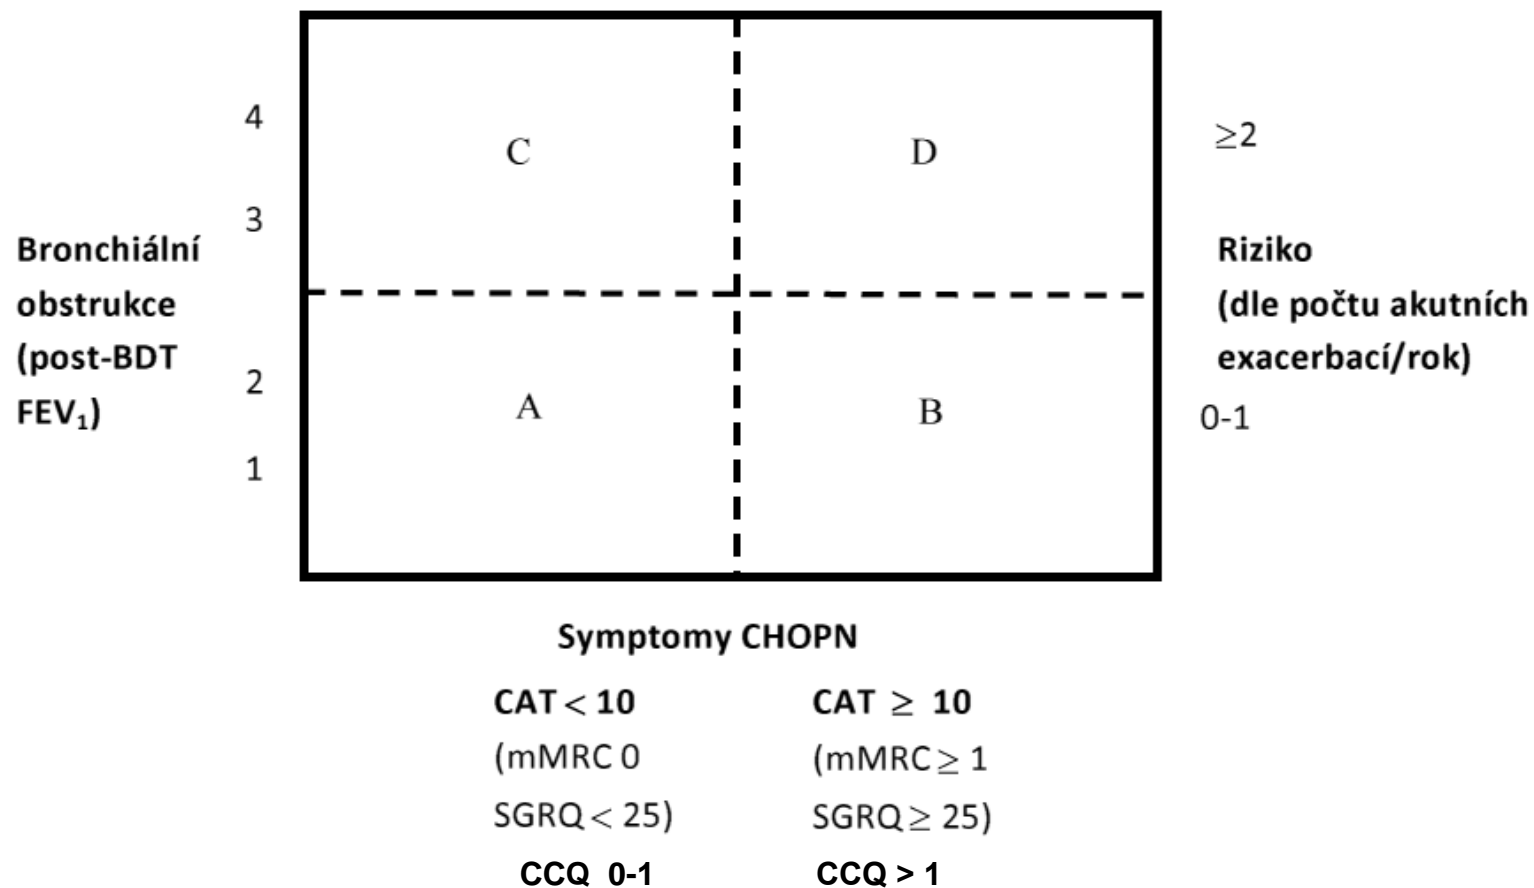 4
C
D
≥2
3
Bronchiální
obstrukce
(post-BDT
FEV₁)
Riziko
(dle počtu akutních
exacerbací/rok)
2
A
B
0-1
1
Symptomy CHOPN
CAT < 10
(mMRC 0
SGRQ < 25)
CCQ 0-1
CAT ≥ 10
(mMRC ≥ 1
SGRQ ≥ 25)
CCQ > 1